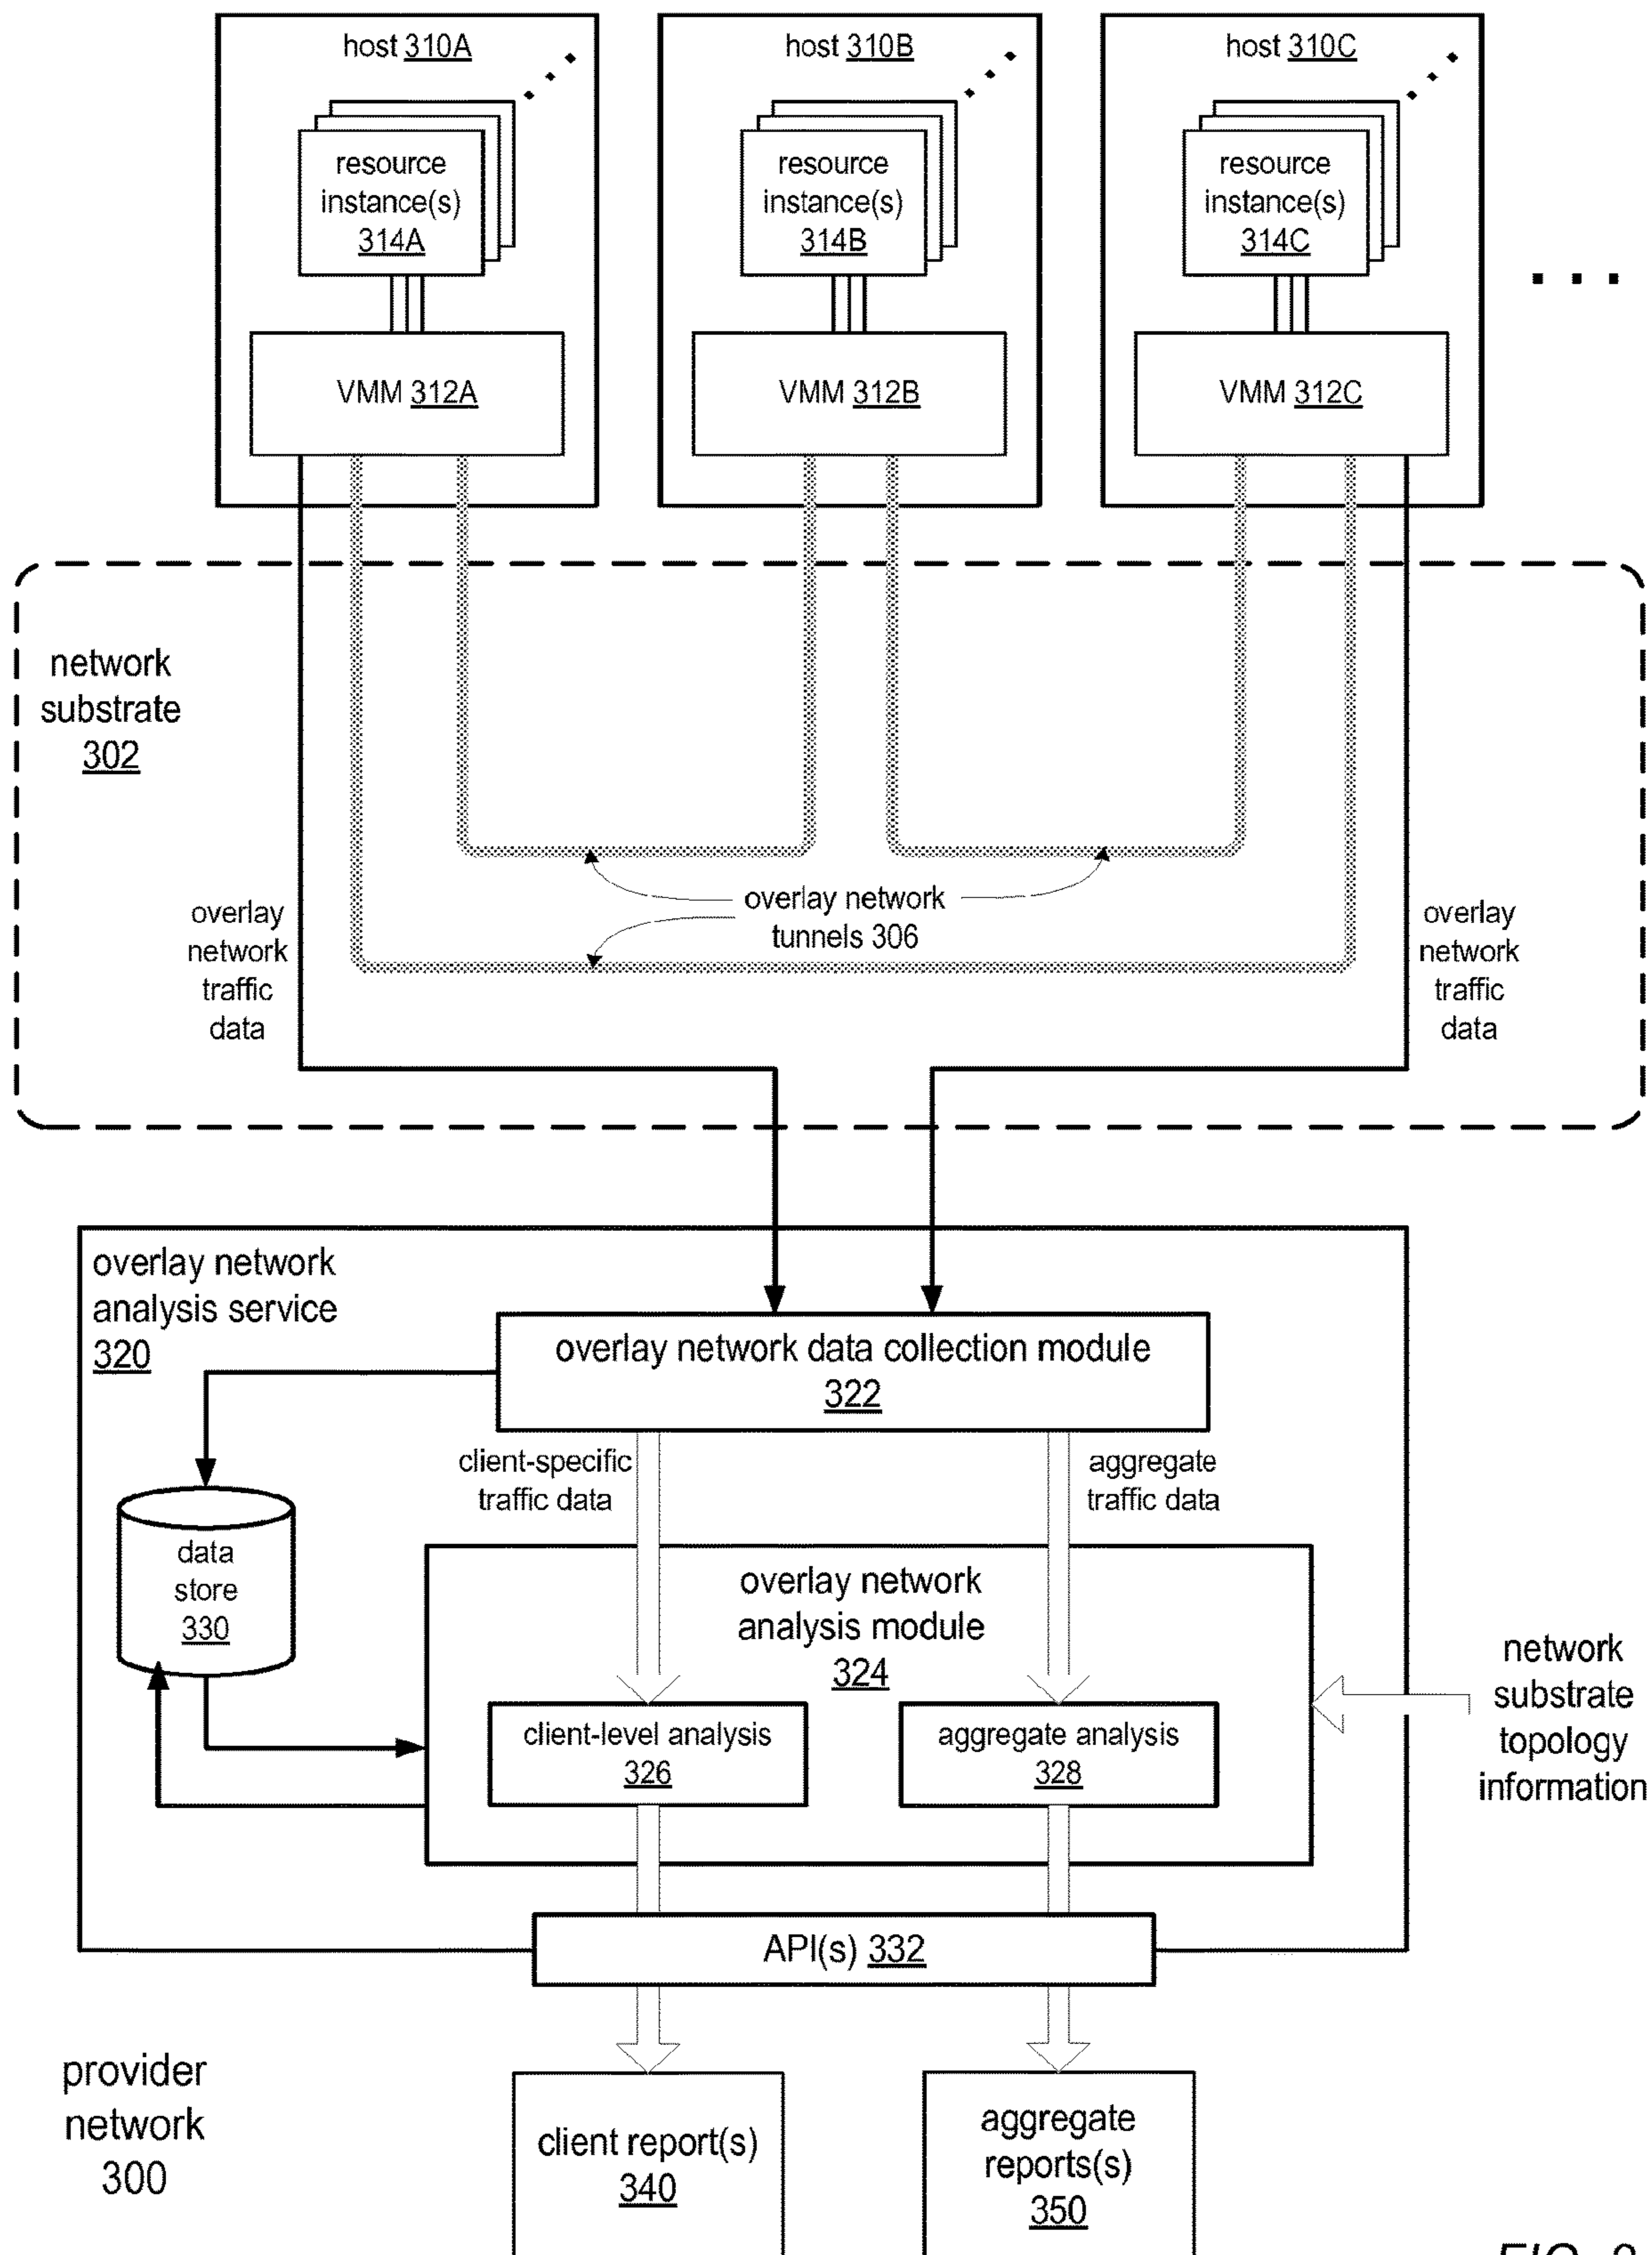 host 310A
host 310B
host 310C
resource
instance(s)
314A
resource
instance(s)
314B
resource
instance(s)
314C
VMM 312A
VMM 312B
VMM 312C
network
substrate
302
overlay
network
traffic
data
overlay network
tunnels 306
overlay
network
traffic
data
overlay network
analysis service
320
overlay network data collection module
322
client-specific
traffic data
aggregate
traffic data
data
store
330
overlay network
analysis module
324
network
substrate
topology
information
client-level analysis
326
aggregate analysis
328
API(s) 332
provider
network
300
client report(s)
340
aggregate
reports(s)
350